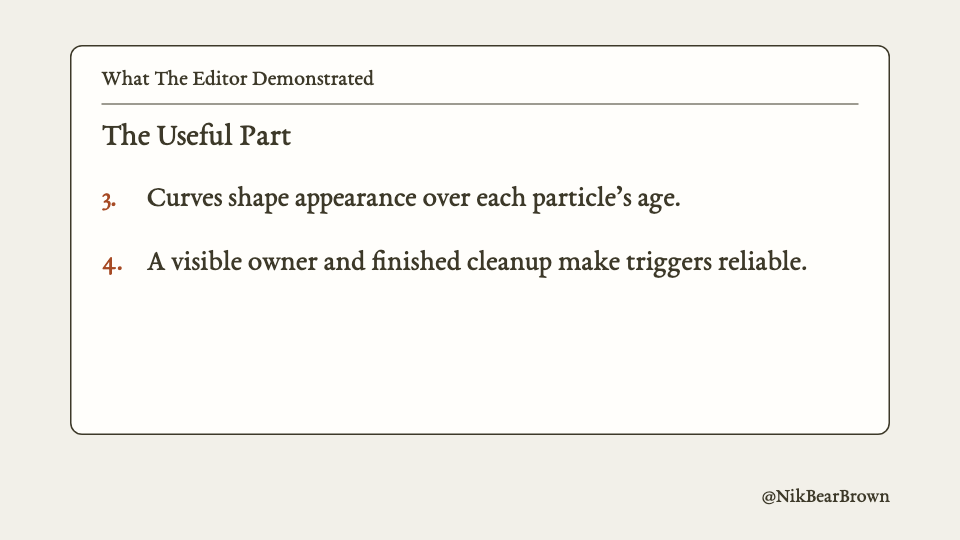 What The Editor Demonstrated
The Useful Part
3. Curves shape appearance over each particle’s age.
4. A visible owner and finished cleanup make triggers reliable.
@NikBearBrown